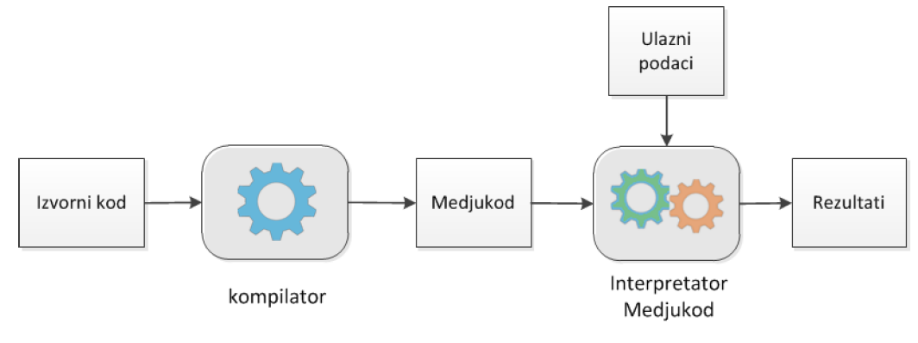 Ulazni
podaci
Izvorni kod
Medjukod
Rezultati
kompilator
Interpretator
Medjukod